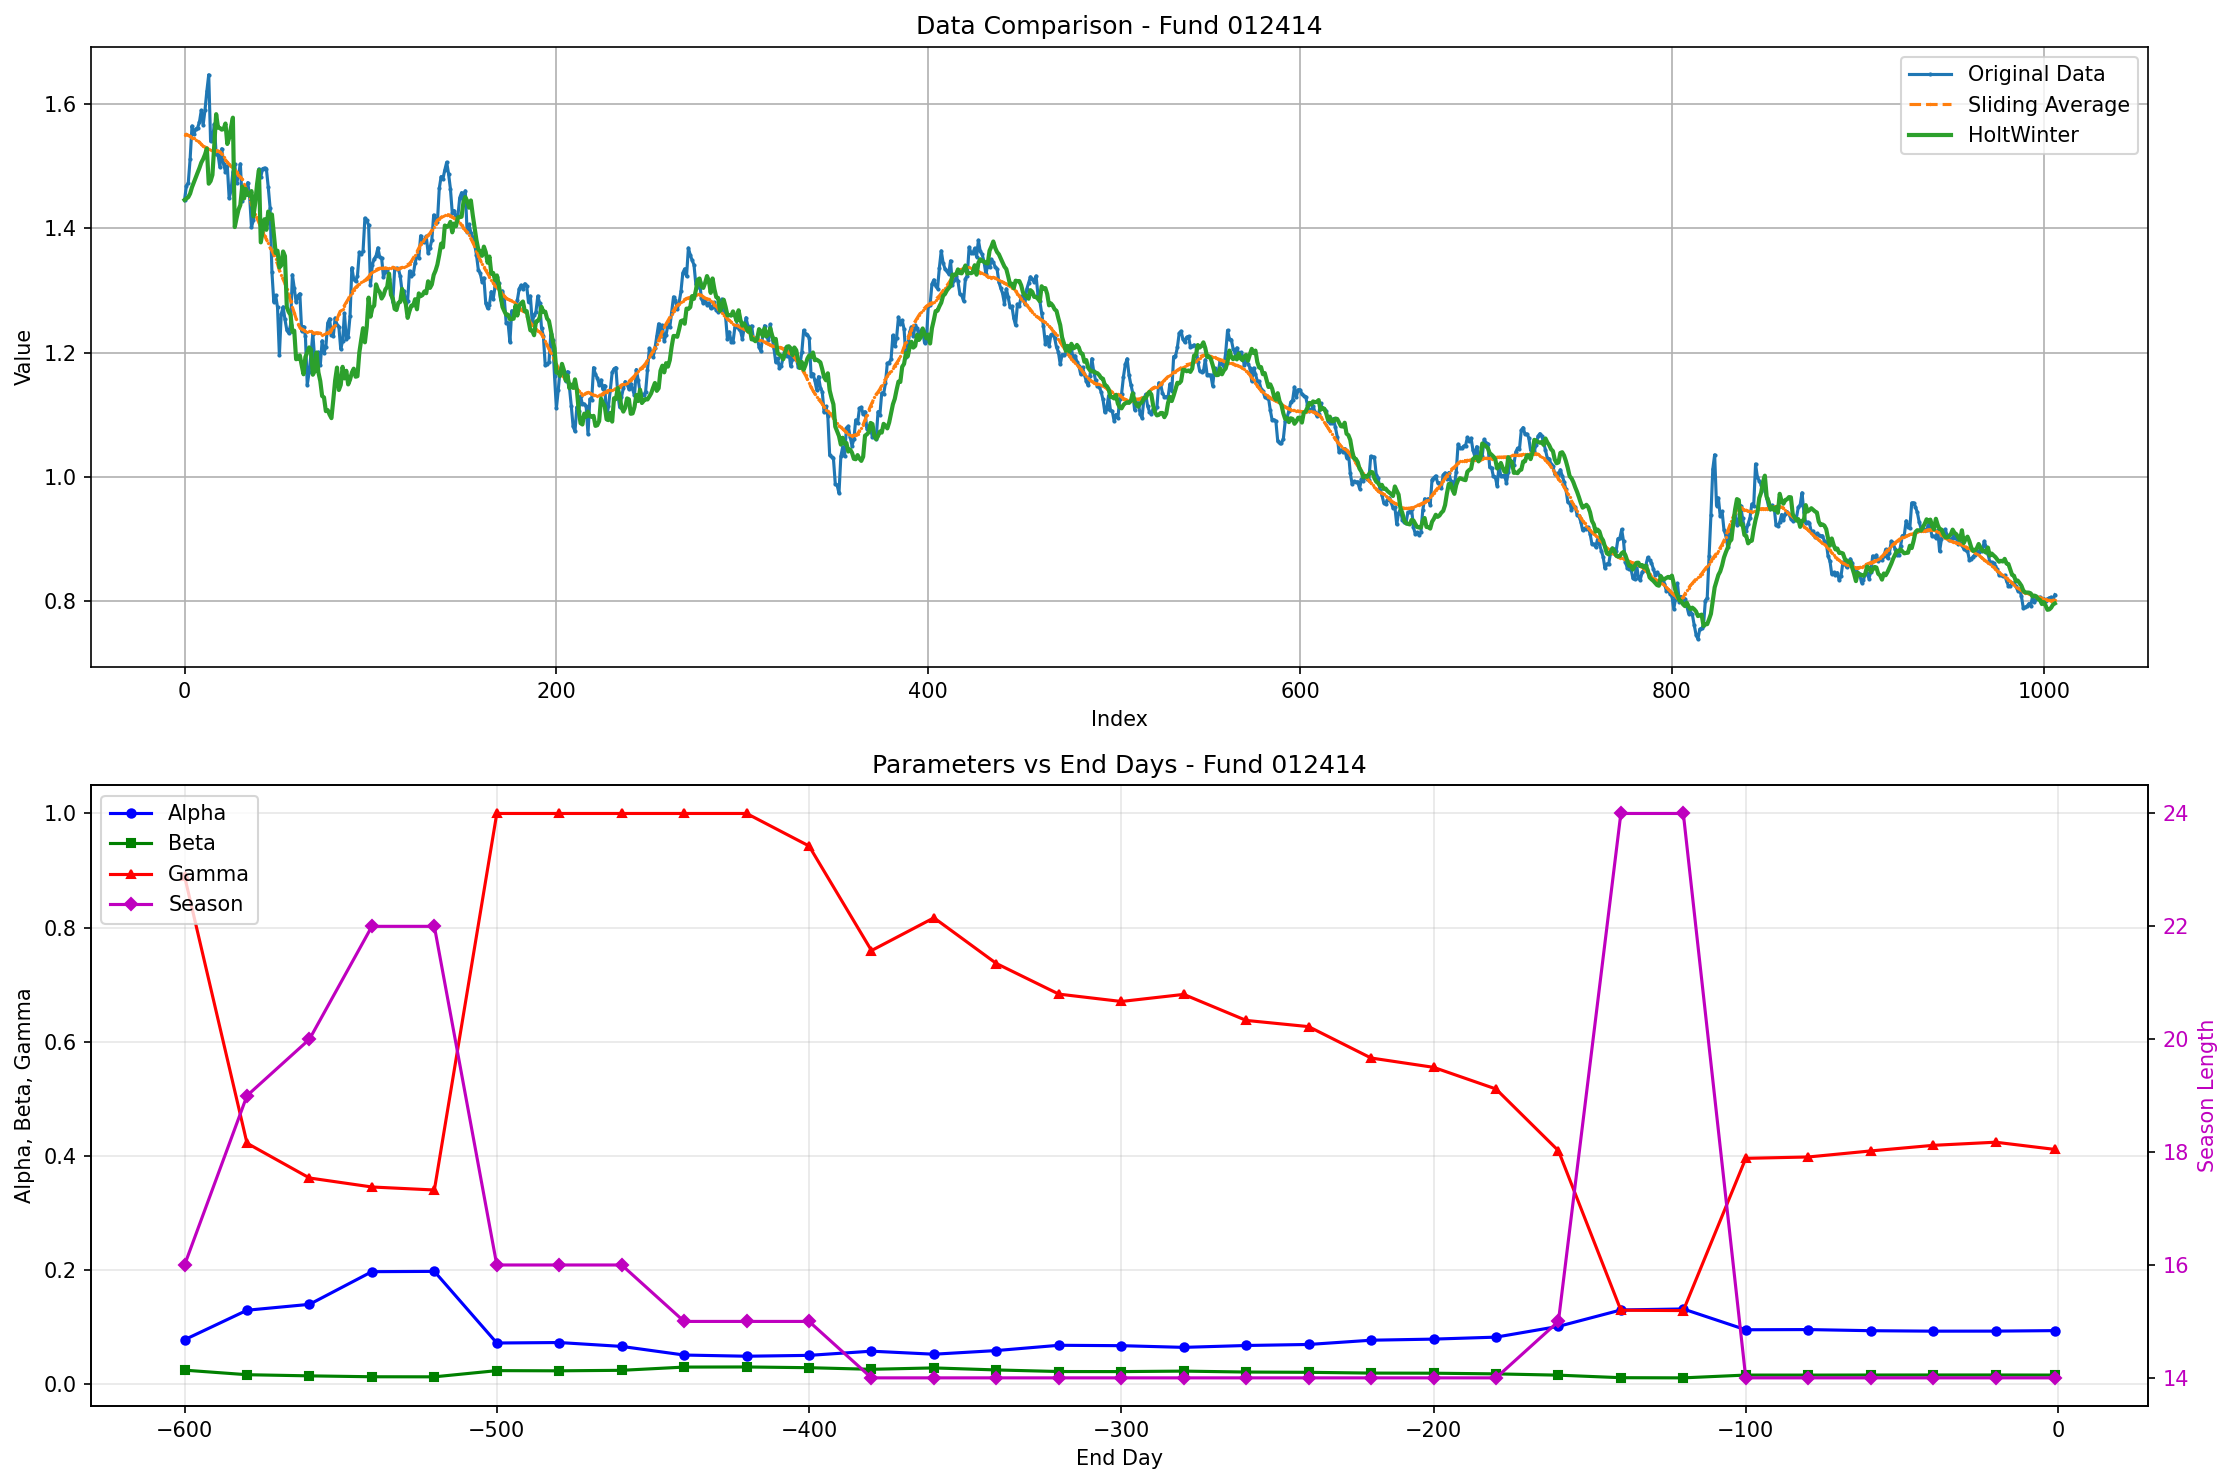 Data Comparison - Fund 012414
Original Data
Sliding Average
HoltWinter
Value
1.6
1.4
1.2
1.0
0.8
0 200 400 600 800 1000
Index
Parameters vs End Days - Fund 012414
Alpha
Beta
Gamma
Season
Alpha, Beta, Gamma
1.0
0.8
0.6
0.4
0.2
0.0
24
22
20
18
16
14
Season Length
−600 −500 −400 −300 −200 −100 0
End Day